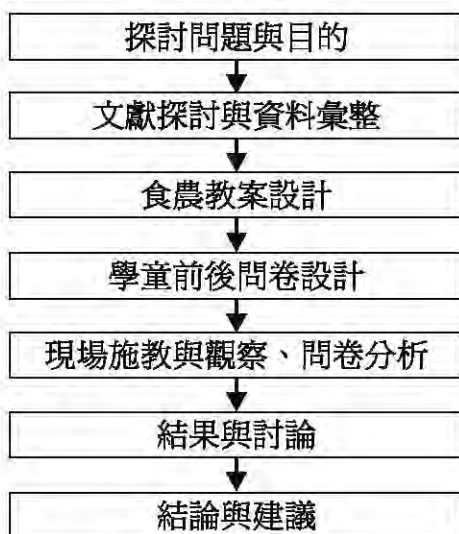 探討問題與目的
文獻探討與資料彙整
食農教案設計
學童前後問卷設計
現場施教與觀察、問卷分析
結果與討論
結論與建議